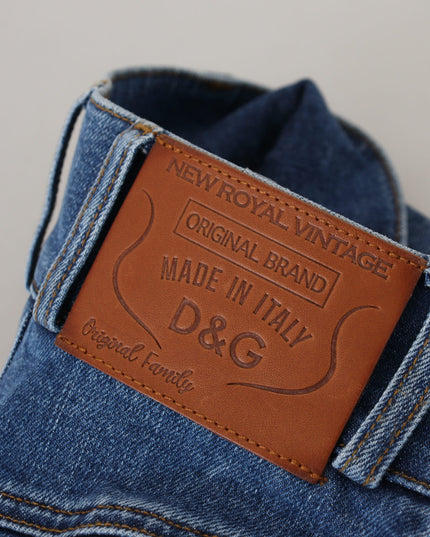 NEW ROYAL VINTAGE
ORIGINAL BRAND
MADE IN ITALY
D&G
Original Family